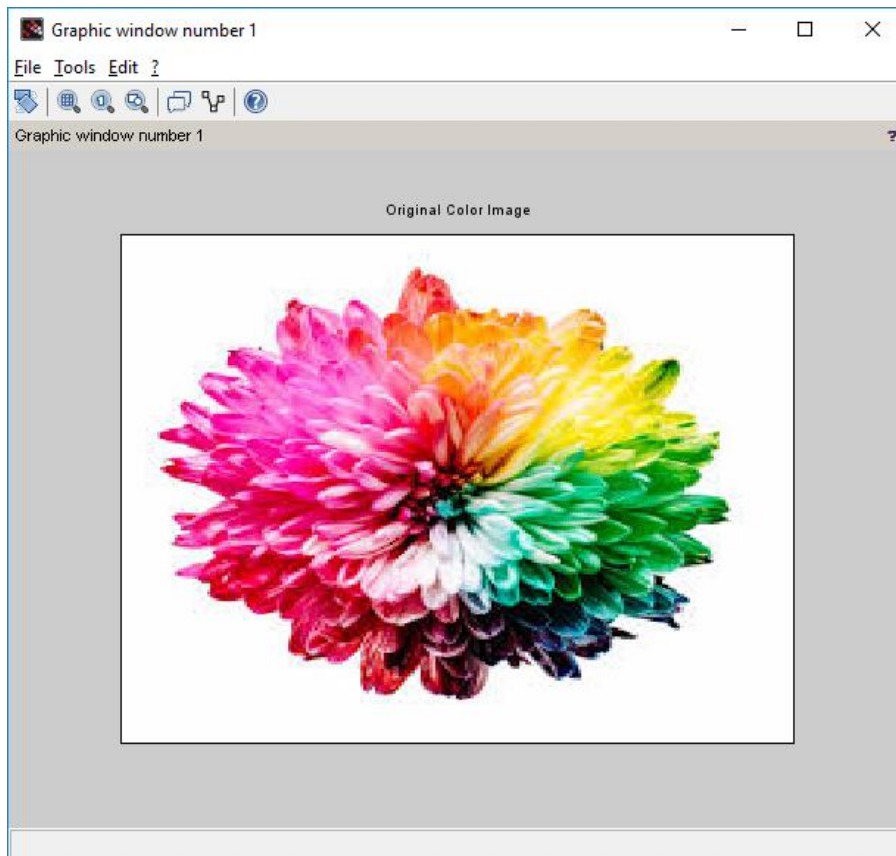 Graphic window number 1
File Tools Edit ?
Graphic window number 1 ?
Original Color Image